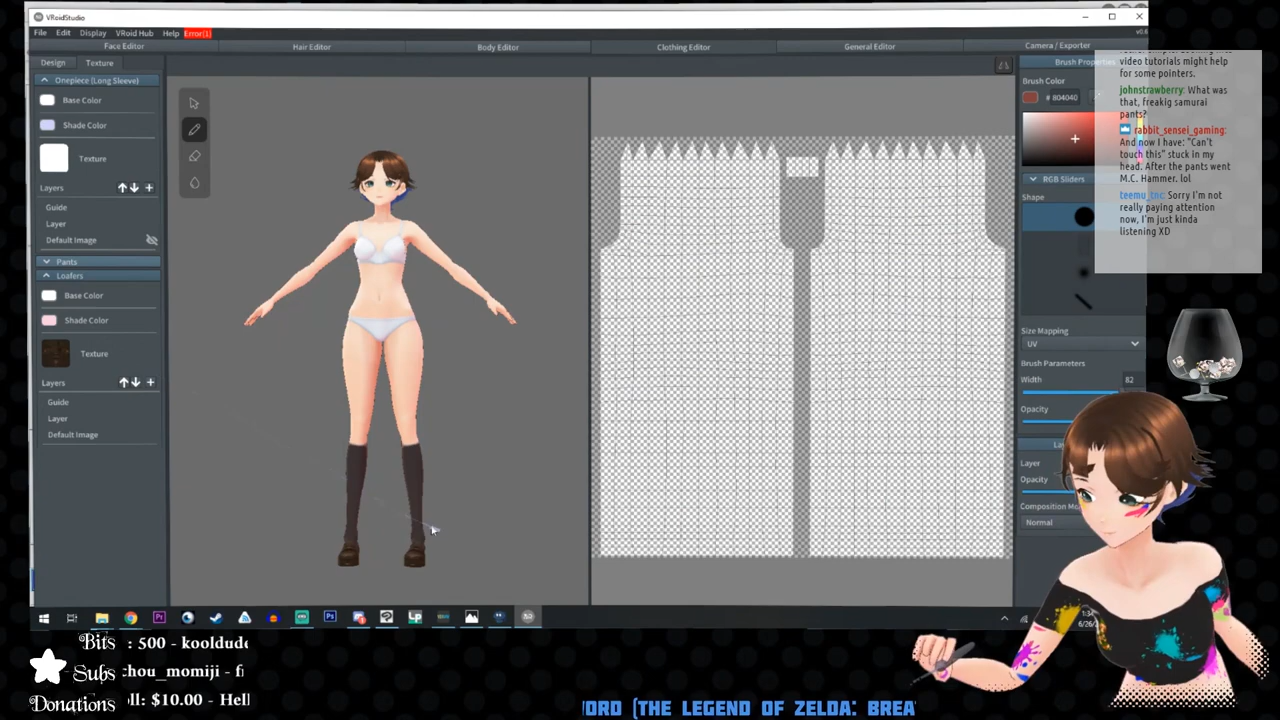 VRoidStudio
File Edit Display VRoid Hub Help Error(1)
Face Editor Hair Editor Body Editor Clothing Editor General Editor Camera / Exporter
Design Texture
Onepiece (Long Sleeve)
Base Color
Shade Color
Texture
Layers
Guide
Layer
Default Image
Pants
Loafers
Base Color
Shade Color
Texture
Layers
Guide
Layer
Default Image
Brush Properties
Brush Color
# 804040
RGB Sliders
Shape
Size Mapping
UV
Brush Parameters
Width 82
Opacity
Layer
Opacity
Normal
video tutorials might help
for some pointers.
johnstrawberry: What was
that, freakig samurai
pants?
rabbit_sensei_gaming:
And now I have: "Can't
touch this" stuck in my
head. After the pants went
M.C. Hammer. lol
teemu_tnc: Sorry I'm not
really paying attention
now, I'm just kinda
listening XD
Bits : 500 - kooldude
Subs chou_momiji - f
Donations ll: $10.00 - Hell
ORD (THE LEGEND OF ZELDA: BREA